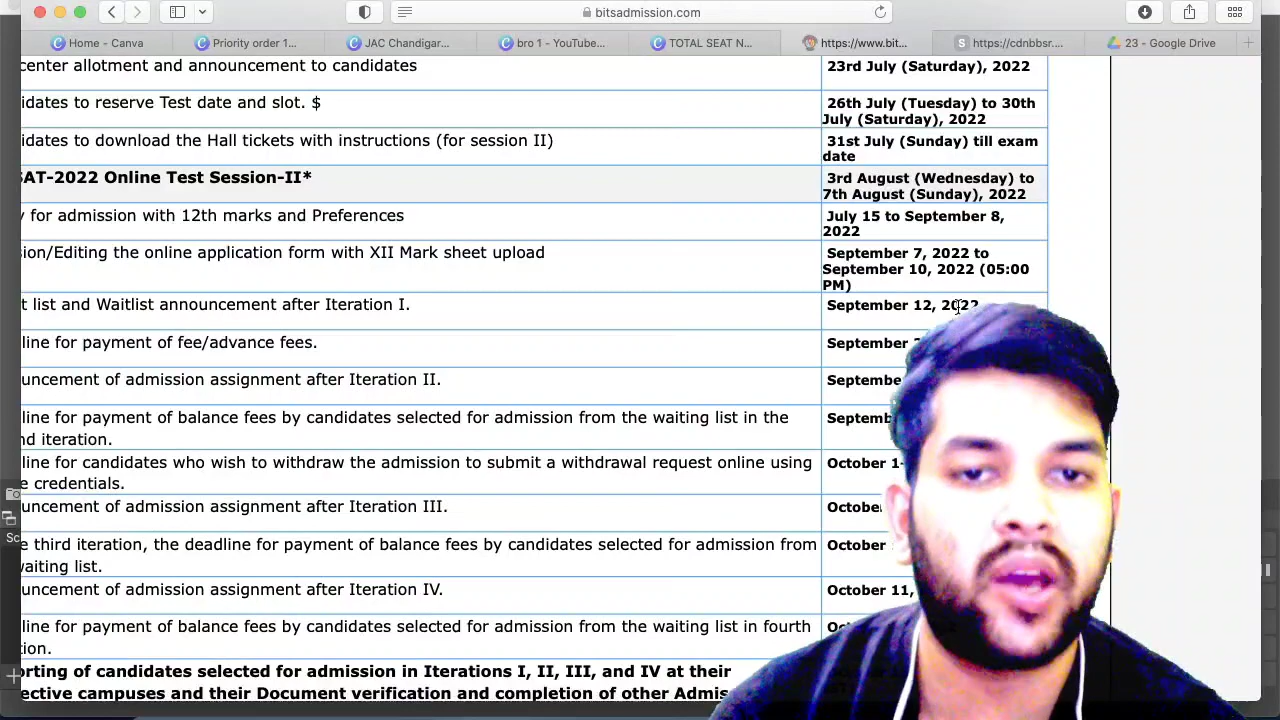 bitsadmission.com
Home - Canva
Priority order 1...
JAC Chandigar...
bro 1 - YouTube...
TOTAL SEAT N...
https://www.bit...
https://cdnbbsr....
23 - Google Drive
center allotment and announcement to candidates
23rd July (Saturday), 2022
idates to reserve Test date and slot. $
26th July (Tuesday) to 30th
July (Saturday), 2022
idates to download the Hall tickets with instructions (for session II)
31st July (Sunday) till exam
date
SAT-2022 Online Test Session-II*
3rd August (Wednesday) to
7th August (Sunday), 2022
y for admission with 12th marks and Preferences
July 15 to September 8,
2022
ion/Editing the online application form with XII Mark sheet upload
September 7, 2022 to
September 10, 2022 (05:00
PM)
t list and Waitlist announcement after Iteration I.
September 12, 2022
line for payment of fee/advance fees.
September
uncement of admission assignment after Iteration II.
Septembe
line for payment of balance fees by candidates selected for admission from the waiting list in the
nd iteration.
Septemb
line for candidates who wish to withdraw the admission to submit a withdrawal request online using
e credentials.
October 1
uncement of admission assignment after Iteration III.
Octobe
e third iteration, the deadline for payment of balance fees by candidates selected for admission from
waiting list.
October
uncement of admission assignment after Iteration IV.
October 11,
line for payment of balance fees by candidates selected for admission from the waiting list in fourth
ion.
orting of candidates selected for admission in Iterations I, II, III, and IV at their
ective campuses and their Document verification and completion of other Admis
Sc